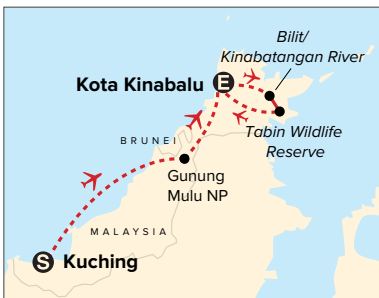 Bilit/
Kinabatangan River
Kota Kinabalu E
Tabin Wildlife
Reserve
BRUNEI
Gunung
Mulu NP
MALAYSIA
S Kuching